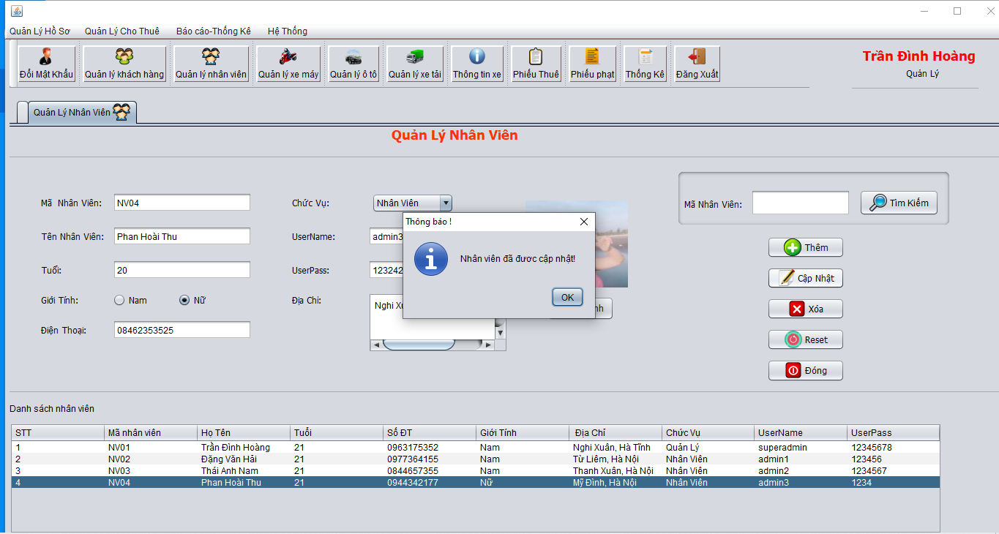 Quản Lý Hồ Sơ Quản Lý Cho Thuê Báo cáo-Thống Kê Hệ Thống
Đổi Mật Khẩu Quản lý khách hàng Quản lý nhân viên Quản lý xe máy Quản lý ô tô Quản lý xe tải Thông tin xe Phiếu Thuê Phiếu phạt Thống Kê Đăng Xuất
Trần Đình Hoàng
Quản Lý
Quản Lý Nhân Viên
Quản Lý Nhân Viên
Mã Nhân Viên: NV04
Tên Nhân Viên: Phan Hoài Thu
Tuổi: 20
Giới Tính: Nam Nữ
Điện Thoại: 08462353525
Chức Vụ: Nhân Viên
UserName: admin3
UserPass: 123242
Địa Chỉ: Nghi Xu
Thông báo !
Nhân viên đã đươc cập nhật!
OK
nh
Mã Nhân Viên: Tìm Kiếm
Thêm
Cập Nhật
Xóa
Reset
Đóng
Danh sách nhân viên
STT Mã nhân viên Họ Tên Tuổi Số ĐT Giới Tính Địa Chỉ Chức Vụ UserName UserPass
1 NV01 Trần Đình Hoàng 21 0963175352 Nam Nghi Xuân, Hà Tĩnh Quản Lý superadmin 12345678
2 NV02 Đặng Văn Hải 21 0977364155 Nam Từ Liêm, Hà Nội Nhân Viên admin1 123456
3 NV03 Thái Anh Nam 21 0844657355 Nam Thanh Xuân, Hà Nội Nhân Viên admin2 1234567
4 NV04 Phan Hoài Thu 21 0944342177 Nữ Mỹ Đình, Hà Nội Nhân Viên admin3 1234